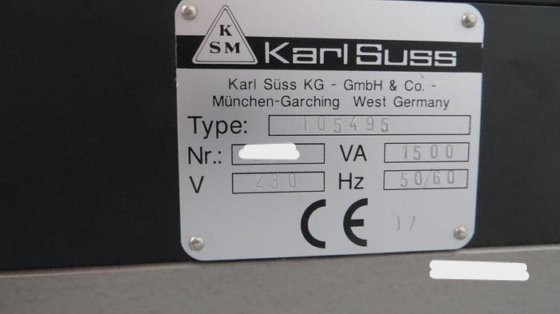 K
SM
Karl Suss
Karl Süss KG - GmbH & Co. -
München-Garching West Germany
Type: 105495
Nr.: VA 1500
V 230 Hz 50/60
CE 97